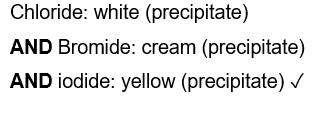 Chloride: white (precipitate)
AND Bromide: cream (precipitate)
AND iodide: yellow (precipitate) ✓